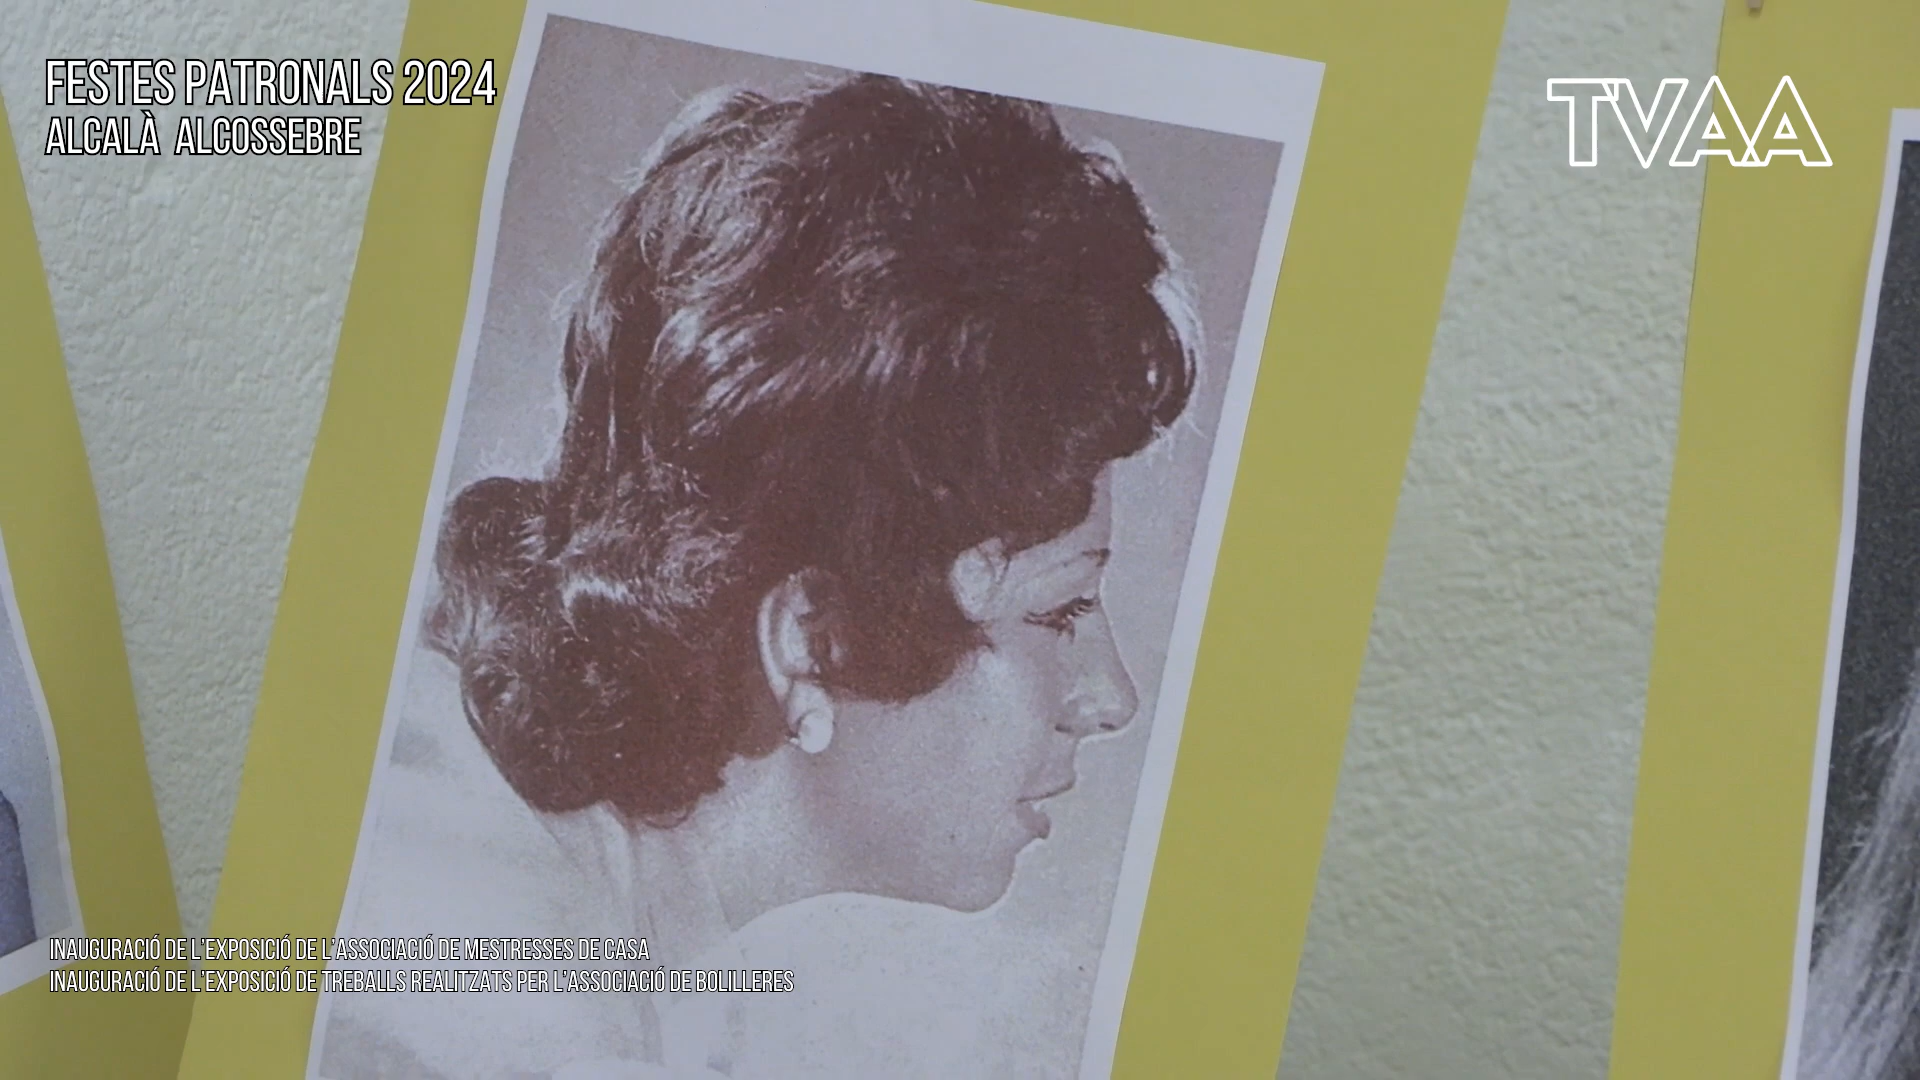 FESTES PATRONALS 2024
ALCALÀ ALCOSSEBRE
TVAA
INAUGURACIÓ DE L'EXPOSICIÓ DE L'ASSOCIACIÓ DE MESTRESSES DE CASA
INAUGURACIÓ DE L'EXPOSICIÓ DE TREBALLS REALITZATS PER L'ASSOCIACIÓ DE BOLILLERES